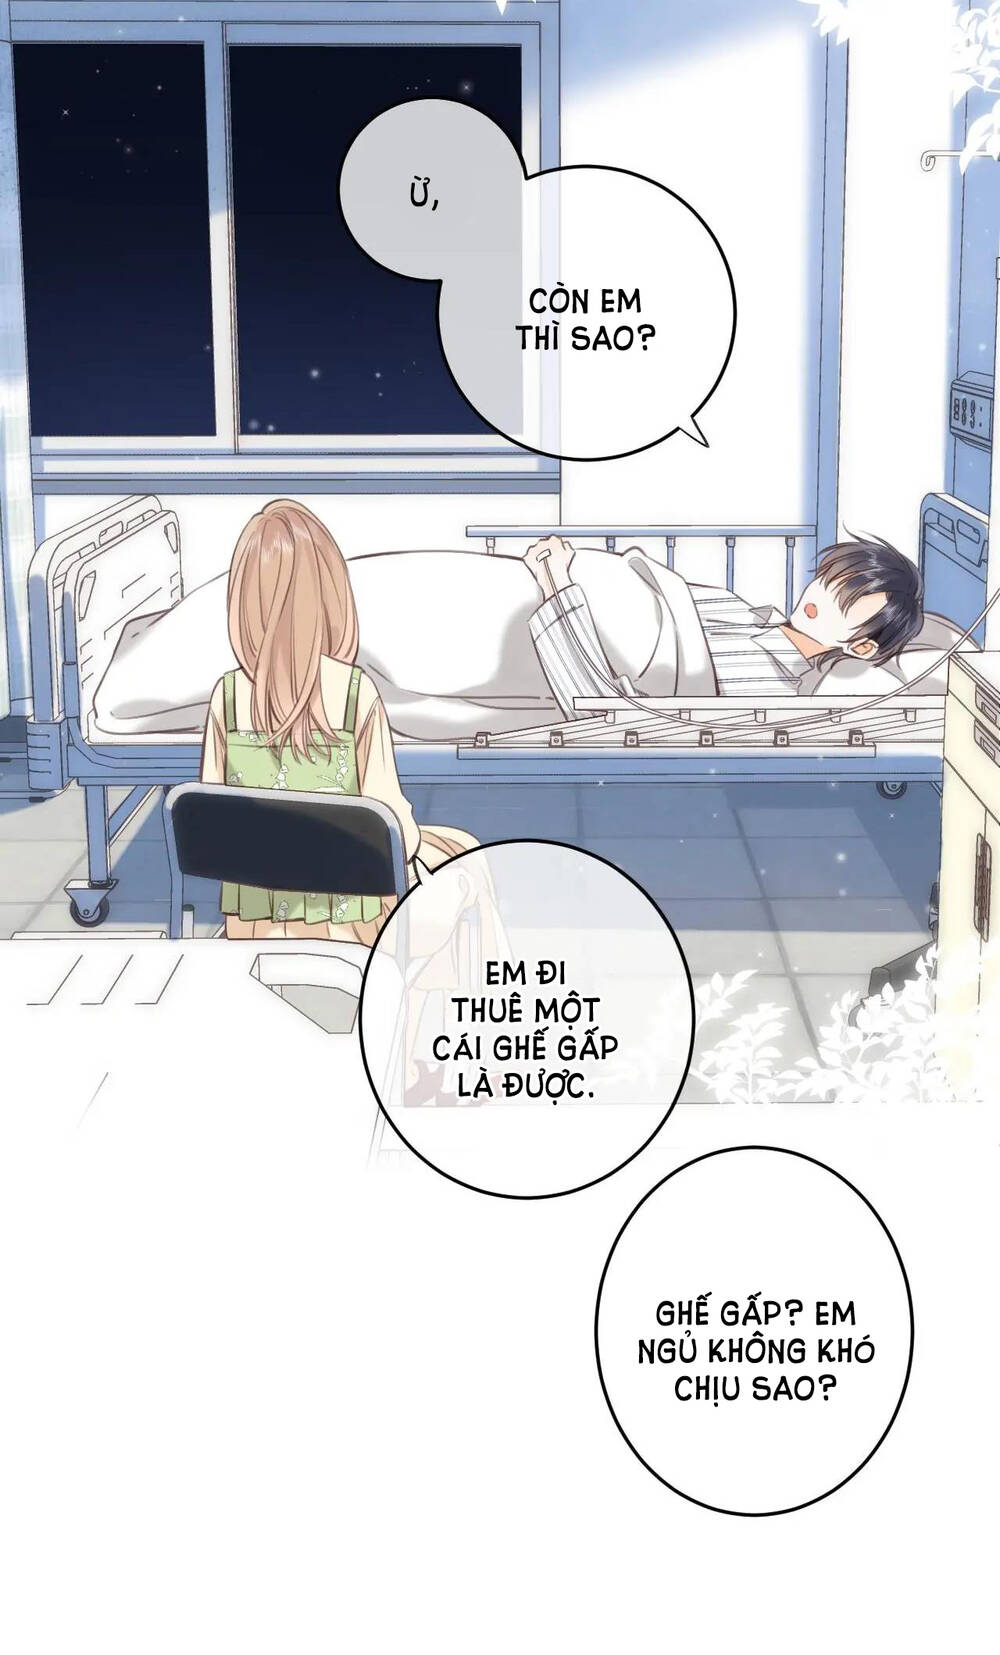 Ừ,
CÒN EM
THÌ SAO?
EM ĐI
THUÊ MỘT
CÁI GHẾ GẤP
LÀ ĐƯỢC.
GHẾ GẤP? EM
NGỦ KHÔNG KHÓ
CHỊU SAO?